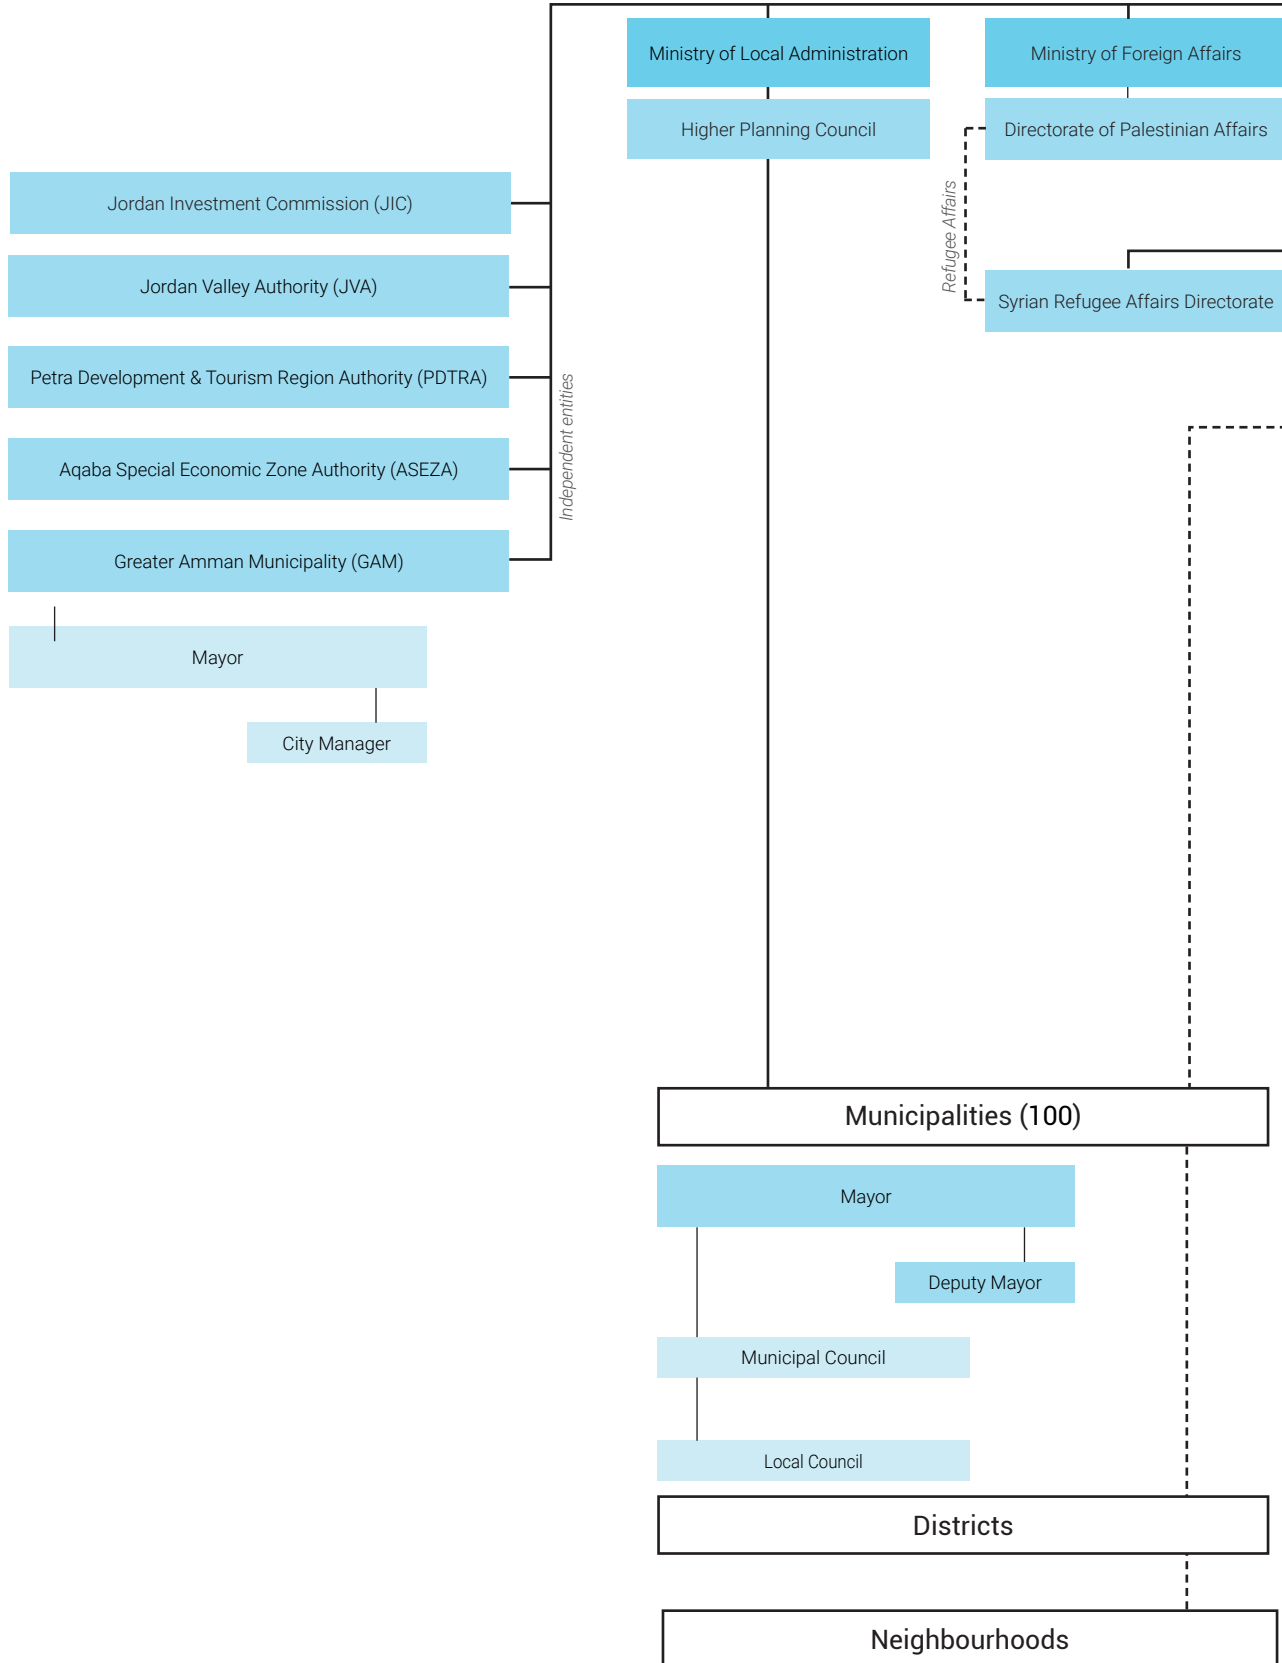 Ministry of Local Administration
Ministry of Foreign Affairs
Higher Planning Council
Directorate of Palestinian Affairs
Refugee Affairs
Syrian Refugee Affairs Directorate
Jordan Investment Commission (JIC)
Jordan Valley Authority (JVA)
Petra Development & Tourism Region Authority (PDTRA)
Aqaba Special Economic Zone Authority (ASEZA)
Greater Amman Municipality (GAM)
Independent entities
Mayor
City Manager
Municipalities (100)
Mayor
Deputy Mayor
Municipal Council
Local Council
Districts
Neighbourhoods